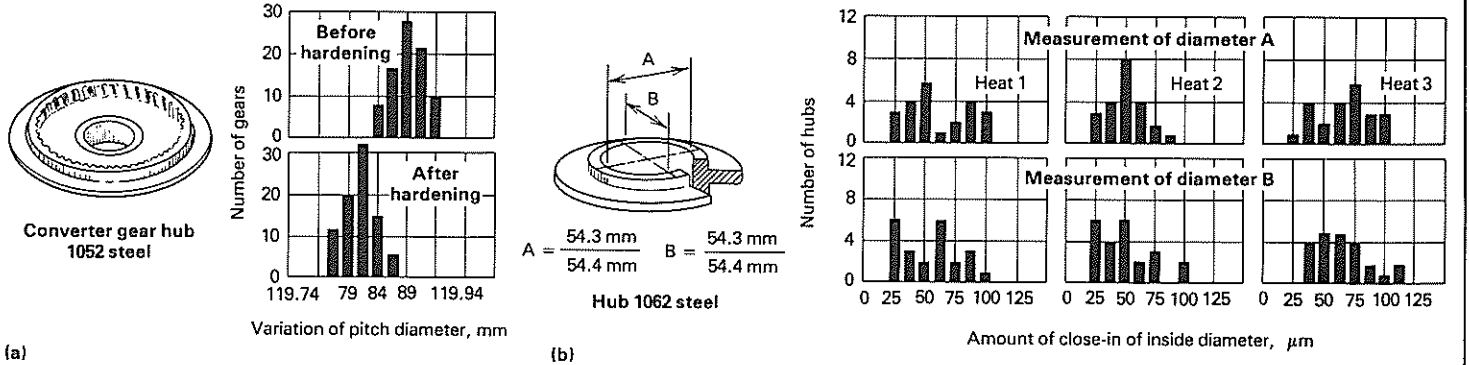 Converter gear hub
1052 steel
(a)
Number of gears
30
20
10
0
Before
hardening
30
20
10
0
After
hardening
119.74 79 84 89 119.94
Variation of pitch diameter, mm
(b)
A
B
A = 54.3 mm / 54.4 mm B = 54.3 mm / 54.4 mm
Hub 1062 steel
Number of hubs
12
8
4
0
Measurement of diameter A
Heat 1 Heat 2 Heat 3
12
8
4
0
Measurement of diameter B
0 25 50 75 100 125 0 25 50 75 100 125 0 25 50 75 100 125
Amount of close-in of inside diameter, μm